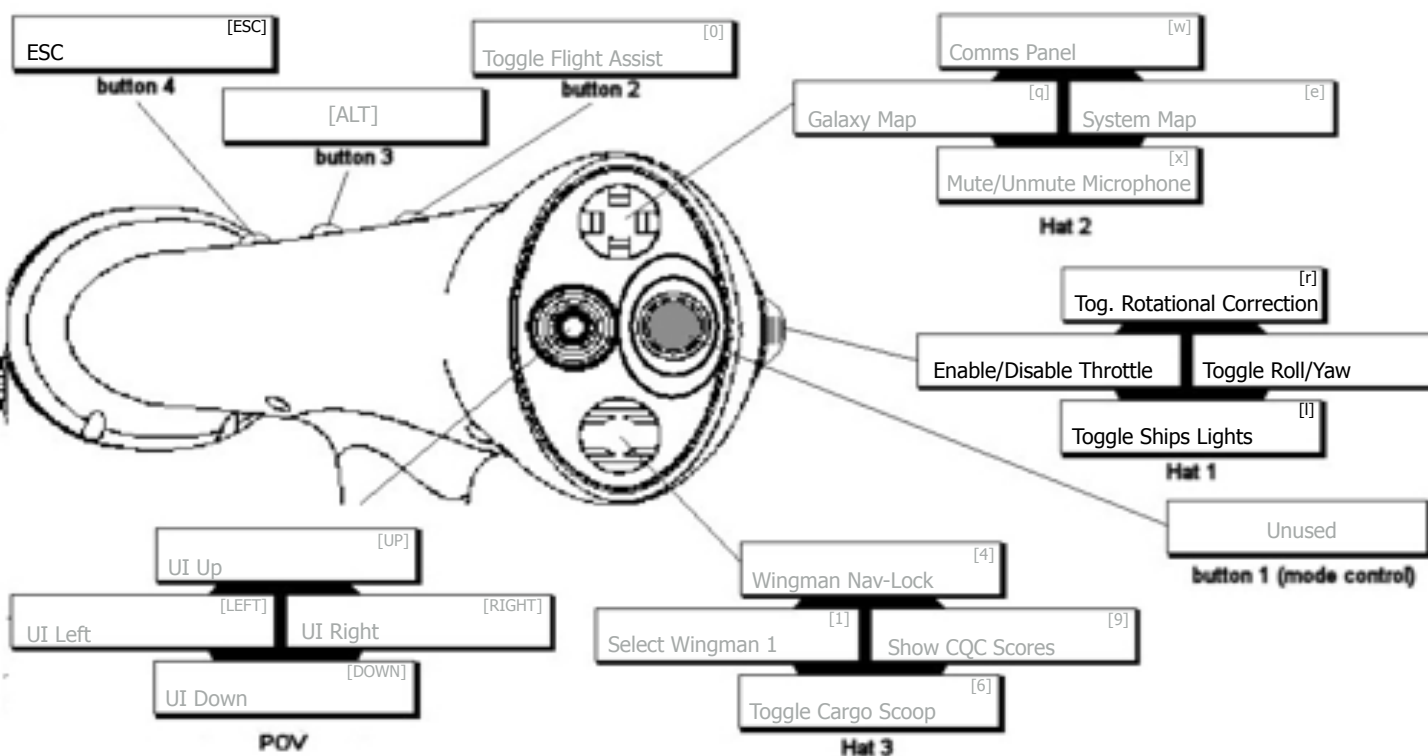 [ESC]
ESC
button 4
[ALT]
button 3
[0]
Toggle Flight Assist
button 2
[w]
Comms Panel
[q]
Galaxy Map
[e]
System Map
[x]
Mute/Unmute Microphone
Hat 2
[r]
Tog. Rotational Correction
Enable/Disable Throttle
Toggle Roll/Yaw
[l]
Toggle Ships Lights
Hat 1
Unused
button 1 (mode control)
[UP]
UI Up
[LEFT]
UI Left
[RIGHT]
UI Right
[DOWN]
UI Down
POV
[4]
Wingman Nav-Lock
[1]
Select Wingman 1
[9]
Show CQC Scores
[6]
Toggle Cargo Scoop
Hat 3